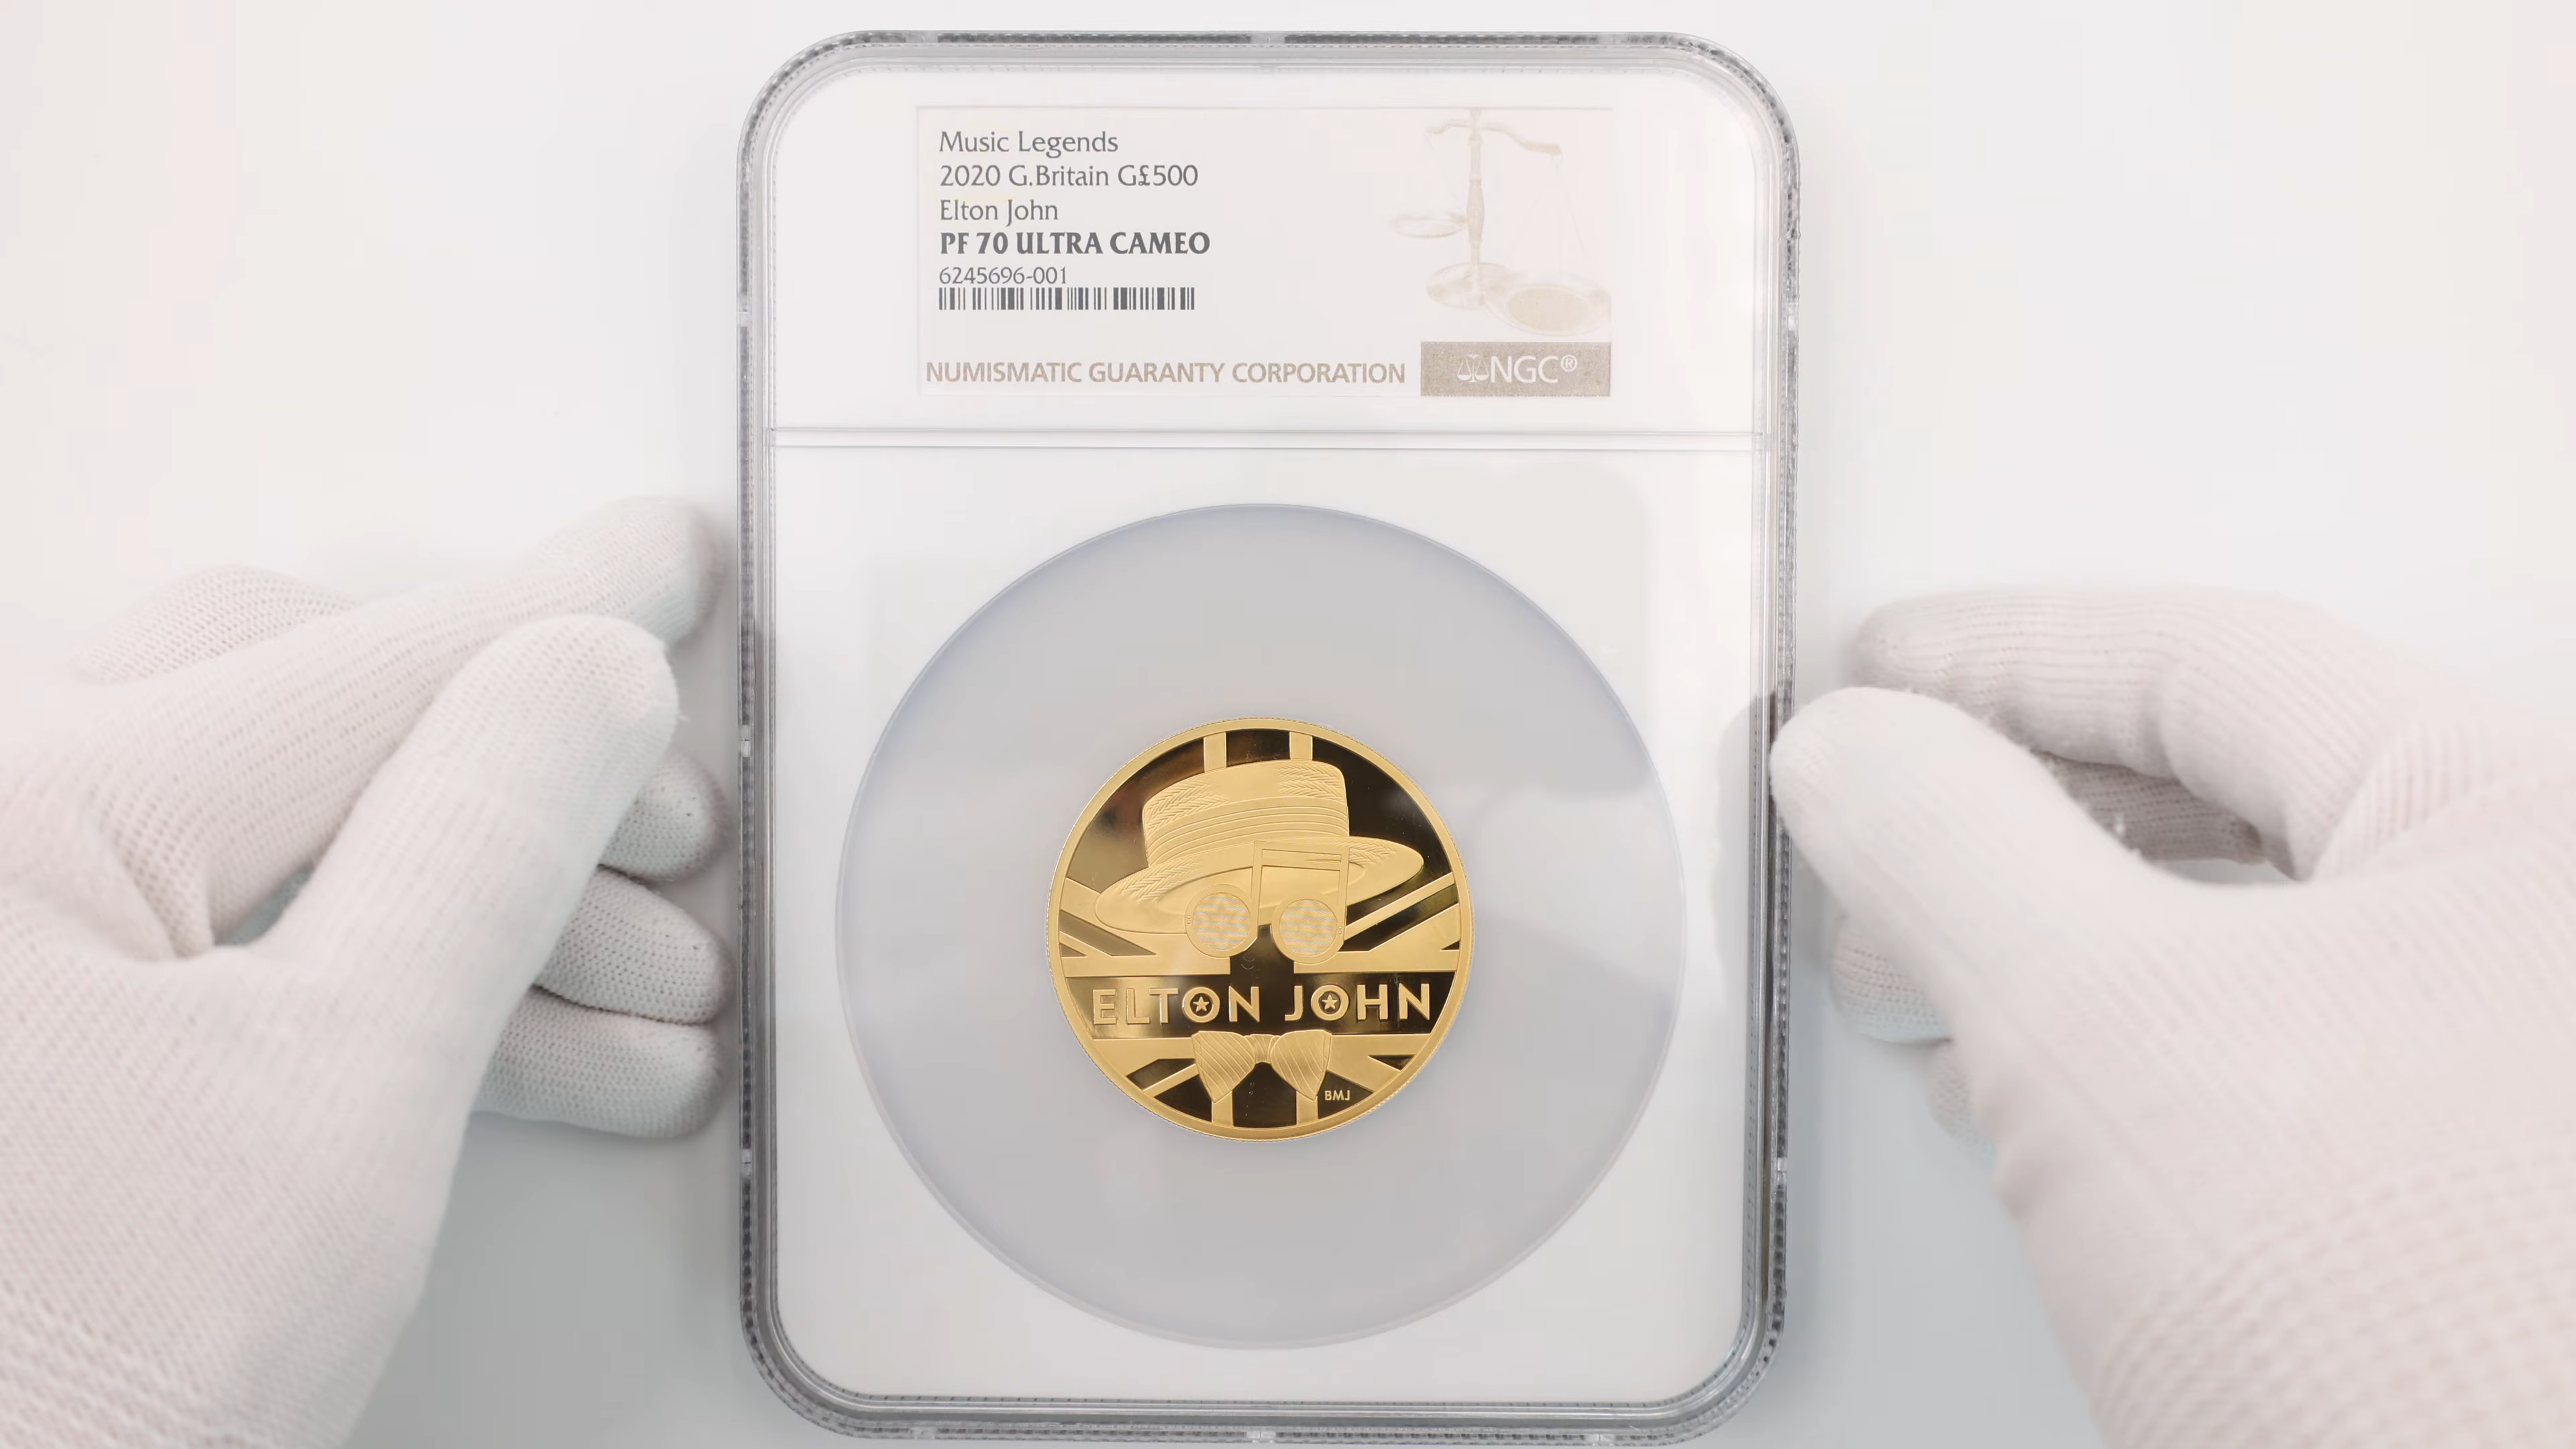 Music Legends
2020 G.Britain G£500
Elton John
PF 70 ULTRA CAMEO
6245696-001
NUMISMATIC GUARANTY CORPORATION NGC®
ELTON JOHN
BMJ